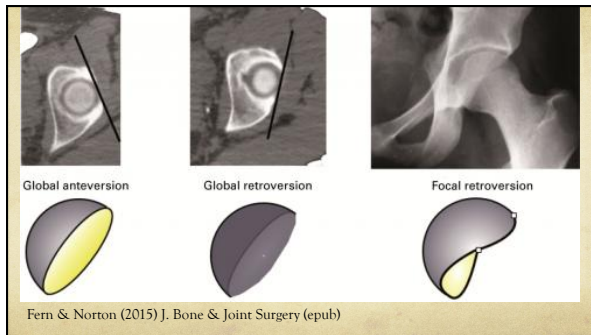 Global anteversion
Global retroversion
Focal retroversion
Fern & Norton (2015) J. Bone & Joint Surgery (epub)